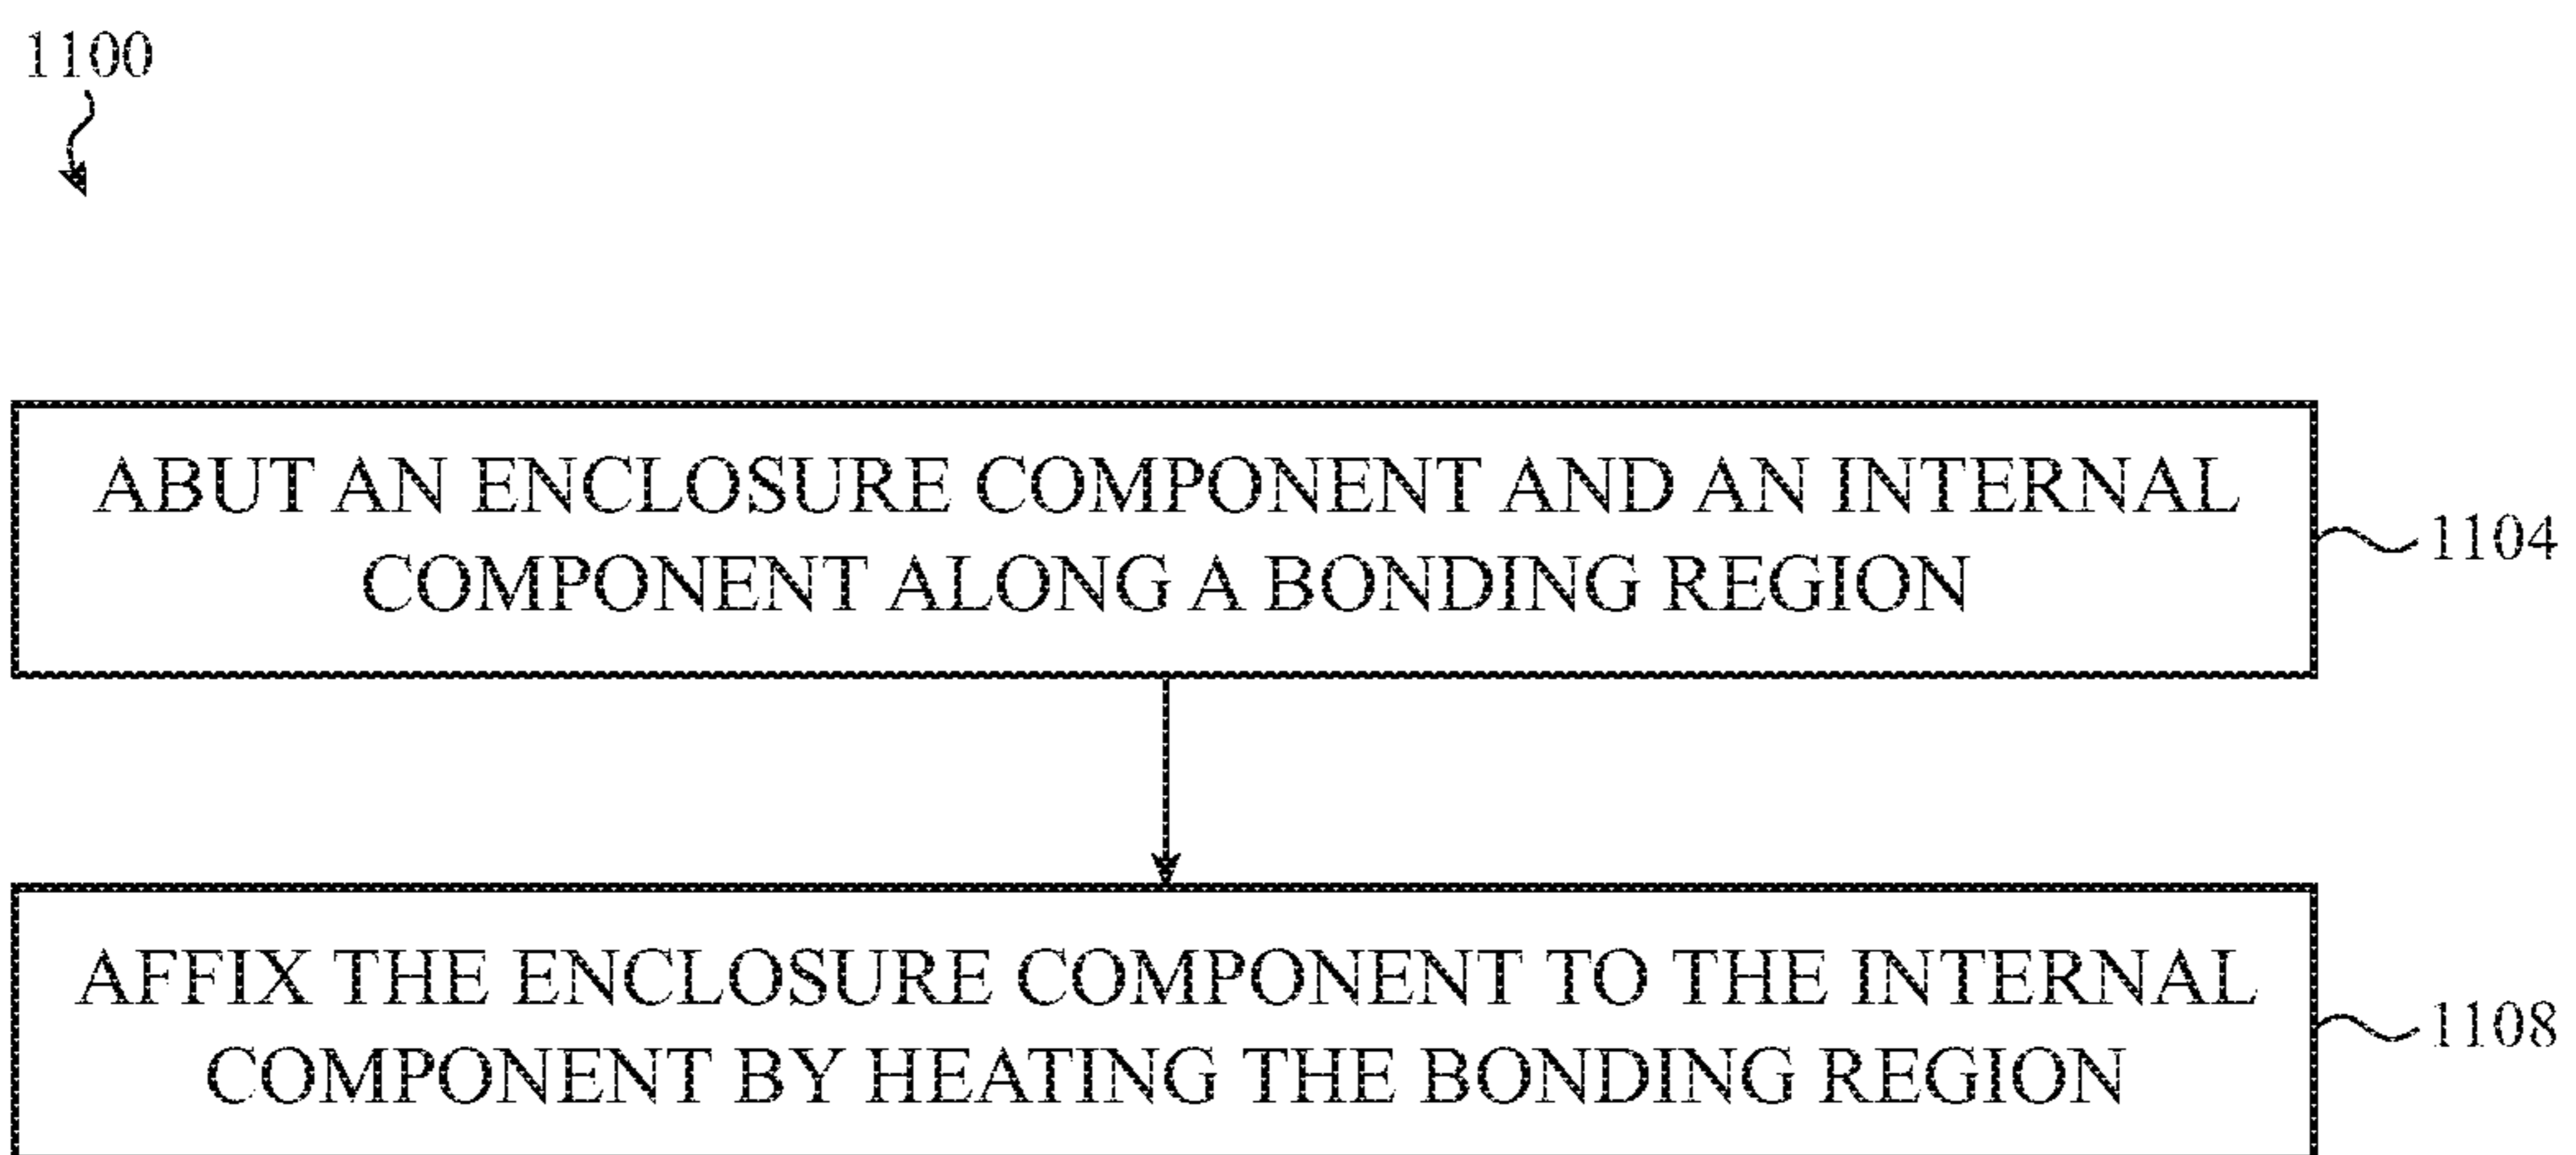 1100
ABUT AN ENCLOSURE COMPONENT AND AN INTERNAL
COMPONENT ALONG A BONDING REGION
1104
AFFIX THE ENCLOSURE COMPONENT TO THE INTERNAL
COMPONENT BY HEATING THE BONDING REGION
1108